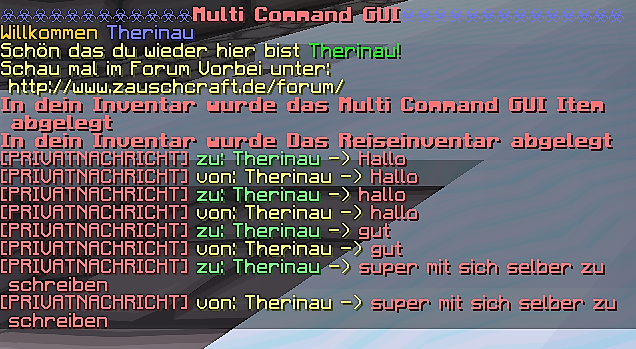 Multi Command GUI
Willkommen Therinau
Schön das du wieder hier bist Therinau!
Schau mal im Forum Vorbei unter:
http://www.zauschcraft.de/forum/
In dein Inventar wurde das Multi Command GUI Item
abgelegt
In dein Inventar wurde Das Reiseinventar abgelegt
[PRIVATNACHRICHT] zu: Therinau -> Hallo
[PRIVATNACHRICHT] von: Therinau -> Hallo
[PRIVATNACHRICHT] zu: Therinau -> hallo
[PRIVATNACHRICHT] von: Therinau -> hallo
[PRIVATNACHRICHT] zu: Therinau -> gut
[PRIVATNACHRICHT] von: Therinau -> gut
[PRIVATNACHRICHT] zu: Therinau -> super mit sich selber zu
schreiben
[PRIVATNACHRICHT] von: Therinau -> super mit sich selber zu
schreiben